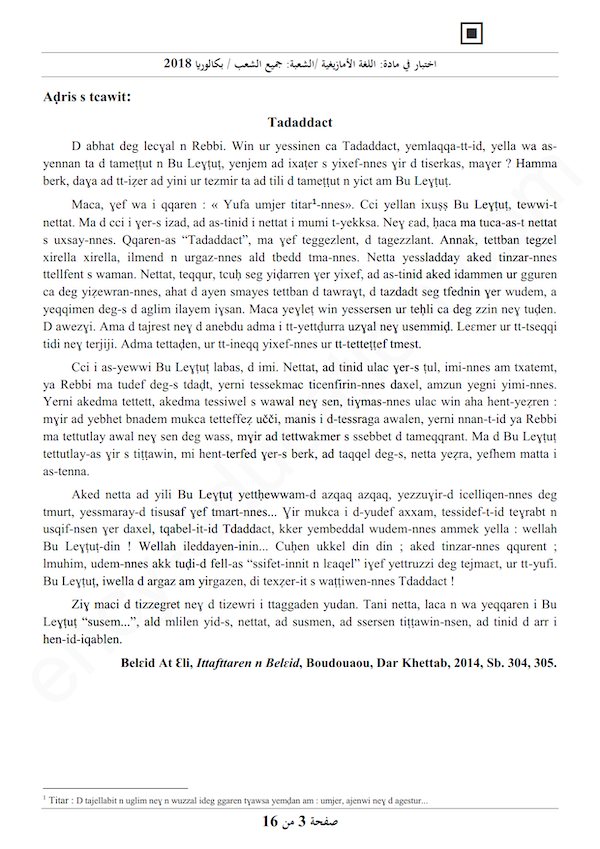 اختبار في مادة: اللغة الأمازيغية /الشعبة: جميع الشعب / بكالوريا 2018
Aḍris s tcawit:
Tadaddact
D abhat deg lecɣal n Rebbi. Win ur yessinen ca Tadaddact, yemlaqqa-tt-id, yella wa as-
yennan ta d tameṭṭut n Bu Leɣṭuṭ, yenjem ad ixaṭer s yixef-nnes ɣir d tiserkas, maɣer ? Hamma
berk, daɣa ad tt-iẓer ad yini ur tezmir ta ad tili d tameṭṭut n yict am Bu Leɣṭuṭ.
Maca, ɣef wa i qqaren : « Yufa umjer titar¹-nnes». Cci yellan ixuṣṣ Bu Leɣṭuṭ, tewwi-t
nettat. Ma d cci i ɣer-s izad, ad as-tinid i nettat i mumi t-yekksa. Neɣ ɛad, ḥaca ma tuca-as-t nettat
s uxsay-nnes. Qqaren-as “Tadaddact”, ma ɣef teggezlent, d tagezzlant. Annak, tettban tegzel
xirella xirella, ilmend n urgaz-nnes ald tbedd tma-nnes. Netta yessladday aked tinzar-nnes
ttellfent s waman. Nettat, teqqur, tcuḥ seg yiḍarren ɣer yixef, ad as-tinid aked idammen ur gguren
ca deg yiẓewran-nnes, ahat d ayen smayes tettban d tawraɣt, d tazdadt seg tfednin ɣer wudem, a
yeqqimen deg-s d aglim ilayem iɣsan. Maca yeɣleṭ win yessersen ur teḥli ca deg zzin neɣ tuḍen.
D awezɣi. Ama d tajrest neɣ d anebdu adma i tt-yettḍurra uzɣal neɣ usemmiḍ. Leɛmer ur tt-tseqqi
tidi neɣ terjiji. Adma tettaḍen, ur tt-ineqq yixef-nnes ur tt-tetteṭṭef tmest.
Cci i as-yewwi Bu Leɣṭuṭ labas, d imi. Nettat, ad tinid ulac ɣer-s ṭul, imi-nnes am txatemt,
ya Rebbi ma tudef deg-s tdaḍt, yerni tessekmac ticenfirin-nnes daxel, amzun yegni yimi-nnes.
Yerni akedma tettett, akedma tessiwel s wawal neɣ sen, tiɣmas-nnes ulac win aha hent-yeẓren :
mɣir ad yebhet bnadem mukca tetteffeẓ učči, manis i d-tessraga awalen, yerni nnan-t-id ya Rebbi
ma tettutlay awal neɣ sen deg wass, mɣir ad tettwakmer s ssebbet d tameqqrant. Ma d Bu Leɣṭuṭ
tettutlay-as ɣir s tiṭṭawin, mi hent-terfed ɣer-s berk, ad taqqel deg-s, netta yeẓra, yefhem matta i
as-tenna.
Aked netta ad yili Bu Leɣṭuṭ yettḥewwam-d azqaq azqaq, yezzuɣir-d icelliqen-nnes deg
tmurt, yessmaray-d tisusaf ɣef tmart-nnes... Ɣir mukca i d-yudef axxam, tessidef-t-id teɣrabt n
usqif-nsen ɣer daxel, tqabel-it-id Tdaddact, kker yembeddal wudem-nnes ammek yella : wellah
Bu Leɣṭuṭ-din ! Wellah ileddayen-inin... Cuḥen ukkel din din ; aked tinzar-nnes qqurent ;
lmuhim, udem-nnes akk tuḍi-d fell-as “ssifet-innit n lɛaqel” iɣef yettruzzi deg tejmaɛt, ur tt-yufi.
Bu Leɣṭuṭ, iwella d argaz am yirgazen, di texẓer-it s waṭṭiwen-nnes Tdaddact !
Ziɣ maci d tizzegret neɣ d tizewri i ttaggaden yudan. Tani netta, laca n wa yeqqaren i Bu
Leɣṭuṭ “susem...”, ald mlilen yid-s, nettat, ad susmen, ad ssersen tiṭṭawin-nsen, ad tinid d arr i
hen-id-iqablen.
Belɛid At Ɛli, Ittafttaren n Belɛid, Boudouaou, Dar Khettab, 2014, Sb. 304, 305.
¹ Titar : D tajellabit n uglim neɣ n wuzzal ideg ggaren tɣawsa yemḍan am : umjer, ajenwi neɣ d agestur...
صفحة 3 من 16